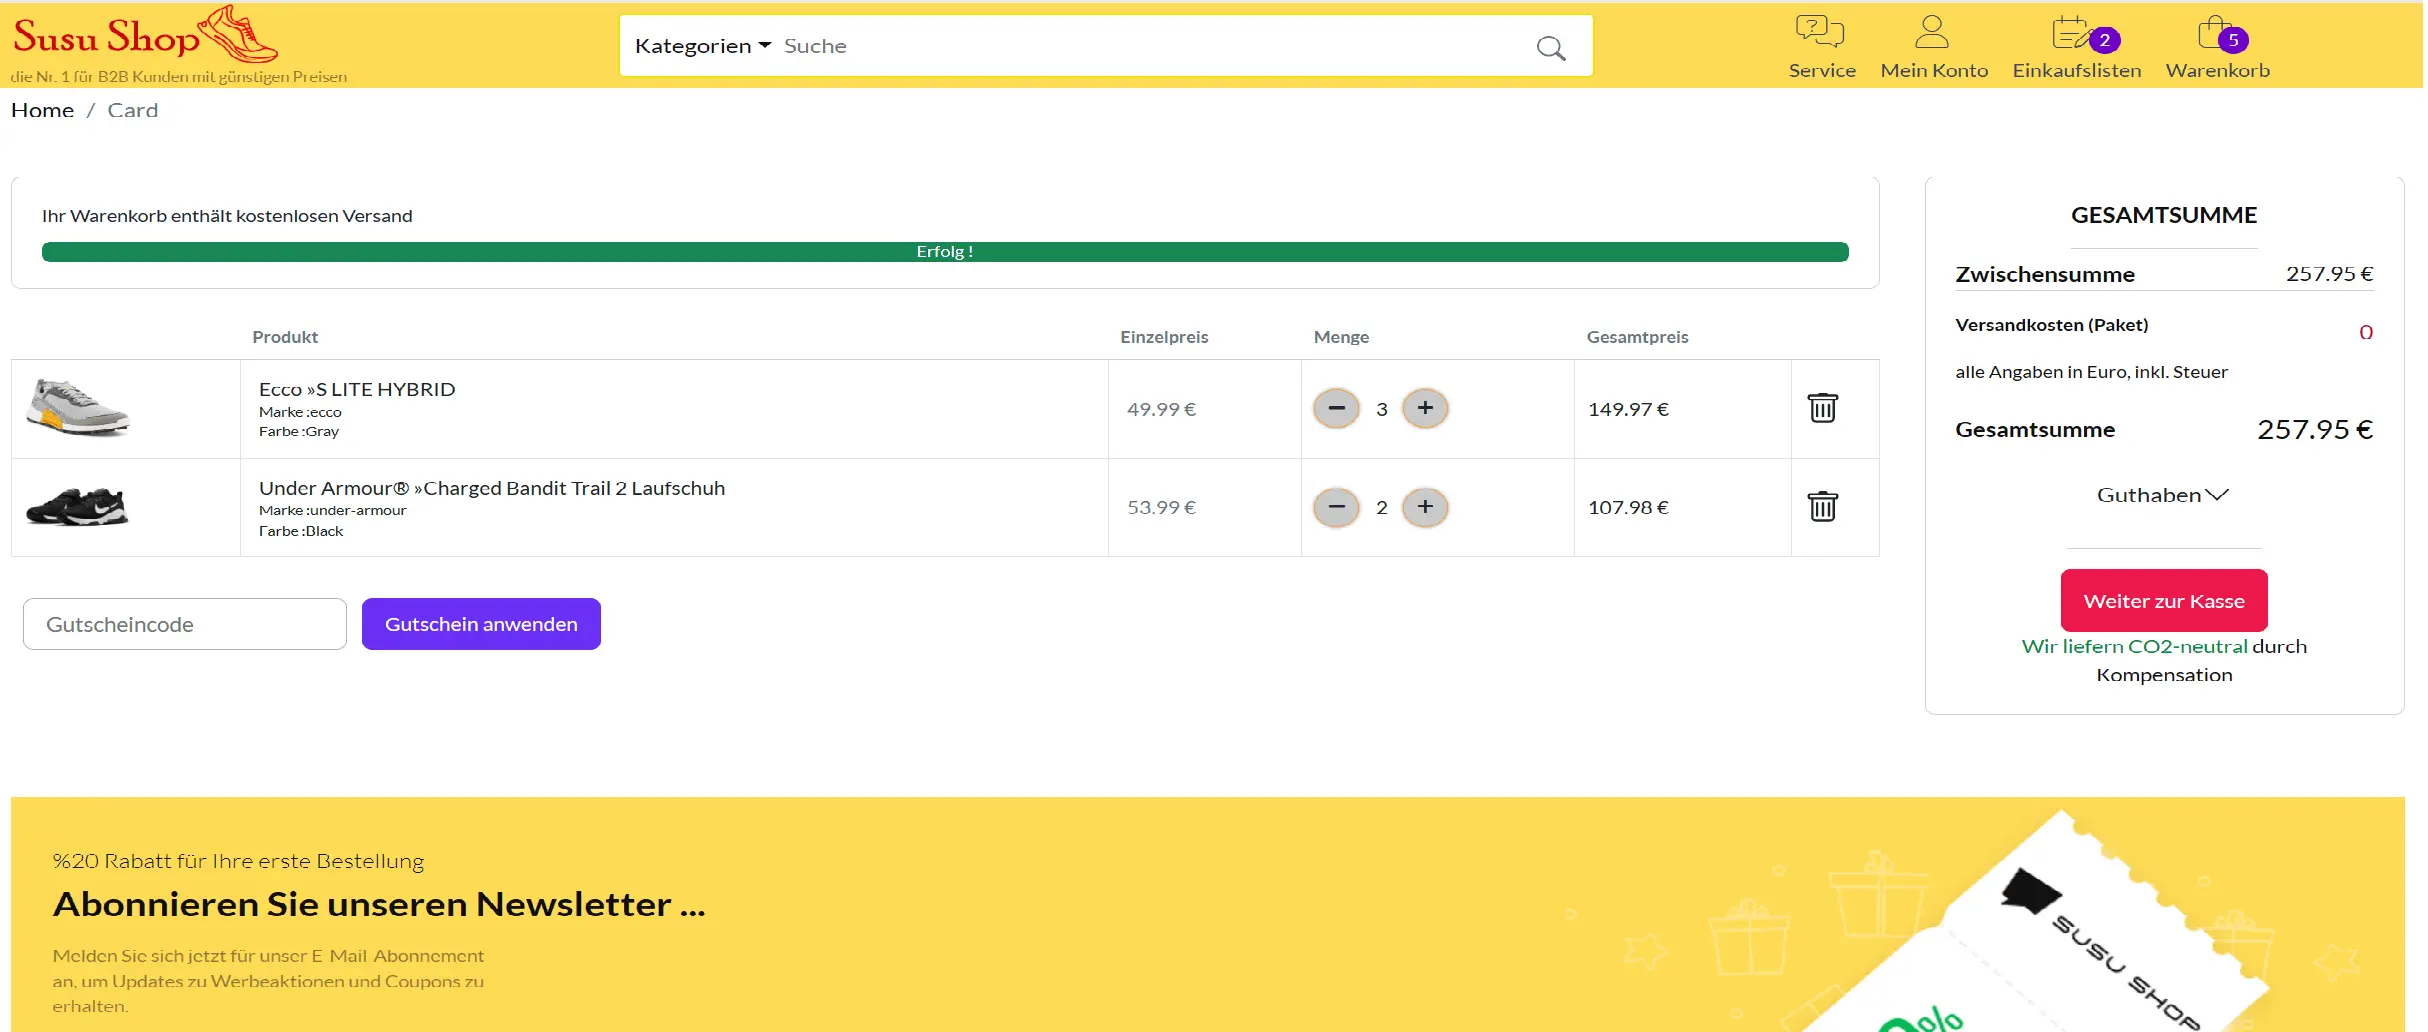 Susu Shop
die Nr. 1 für B2B Kunden mit günstigen Preisen
Kategorien Suche
2
5
Service Mein Konto Einkaufslisten Warenkorb
Home / Card
Ihr Warenkorb enthält kostenlosen Versand
Erfolg !
Produkt Einzelpreis Menge Gesamtpreis
Ecco »S LITE HYBRID
Marke :ecco
Farbe :Gray
49.99 € − 3 + 149.97 €
Under Armour® »Charged Bandit Trail 2 Laufschuh
Marke :under-armour
Farbe :Black
53.99 € − 2 + 107.98 €
Gutscheincode Gutschein anwenden
GESAMTSUMME
Zwischensumme 257.95 €
Versandkosten (Paket) 0
alle Angaben in Euro, inkl. Steuer
Gesamtsumme 257.95 €
Guthaben
Weiter zur Kasse
Wir liefern CO2-neutral durch
Kompensation
%20 Rabatt für Ihre erste Bestellung
Abonnieren Sie unseren Newsletter ...
Melden Sie sich jetzt für unser E-Mail-Abonnement
an, um Updates zu Werbeaktionen und Coupons zu
erhalten.
SUSU SHOP